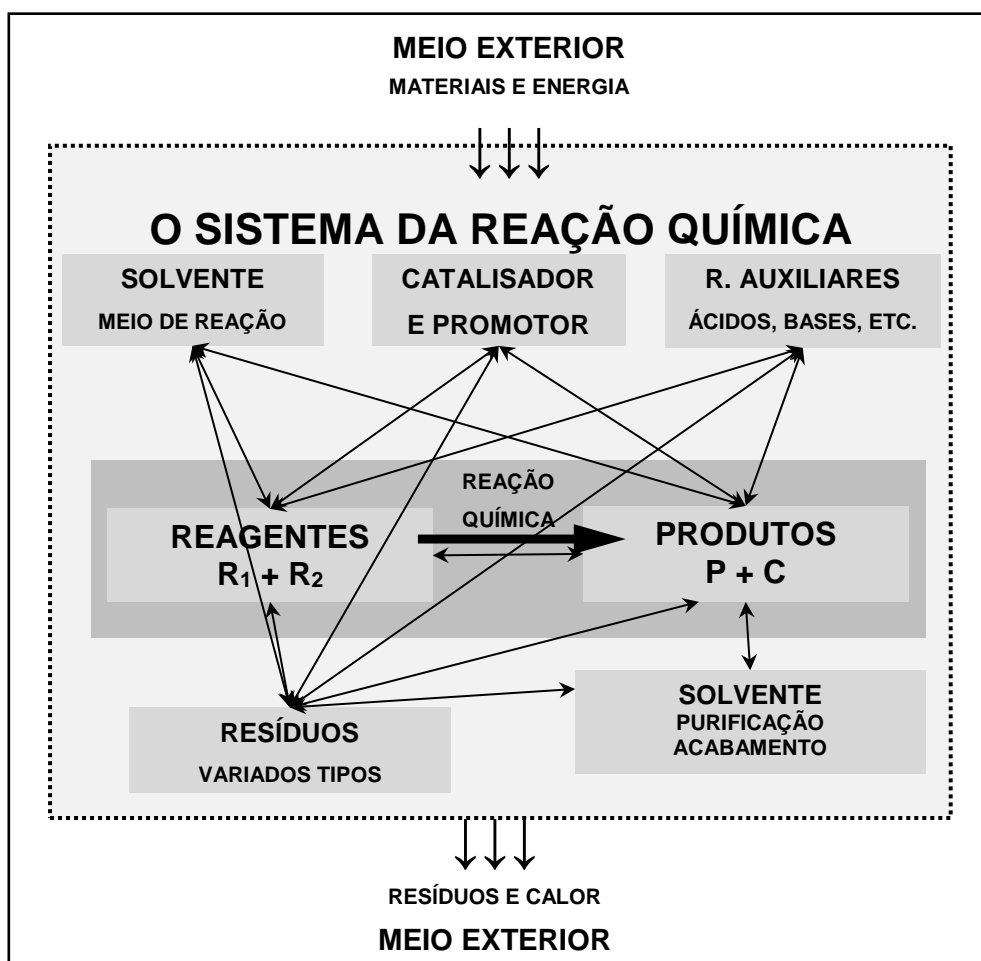 MEIO EXTERIOR
MATERIAIS E ENERGIA
O SISTEMA DA REAÇÃO QUÍMICA
SOLVENTE
MEIO DE REAÇÃO
CATALISADOR
E PROMOTOR
R. AUXILIARES
ÁCIDOS, BASES, ETC.
REAÇÃO
QUÍMICA
REAGENTES
R₁ + R₂
PRODUTOS
P + C
RESÍDUOS
VARIADOS TIPOS
SOLVENTE
PURIFICAÇÃO
ACABAMENTO
RESÍDUOS E CALOR
MEIO EXTERIOR